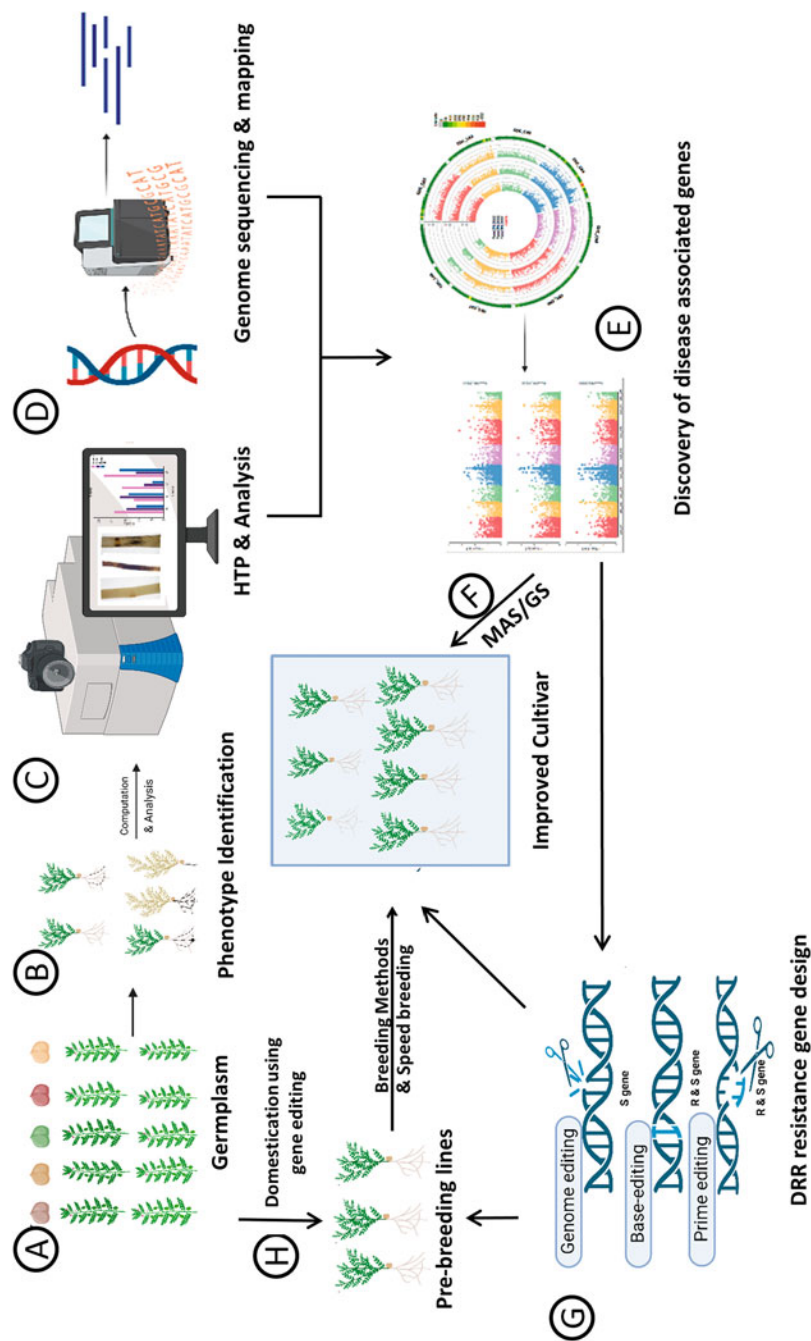 A
Germplasm
B
Phenotype Identification
Computation
& Analysis
C
HTP & Analysis
D
Genome sequencing & mapping
E
Discovery of disease associated genes
F
MAS/GS
Improved Cultivar
H
Domestication using
gene editing
Pre-breeding lines
Breeding Methods
& Speed breeding
G
Genome editing
S gene
Base-editing
R & S gene
Prime editing
R & S gene
DRR resistance gene design